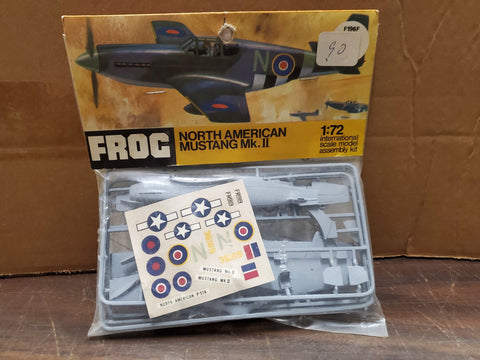 F196F
90
N
FROG
NORTH AMERICAN
MUSTANG Mk.II
1:72
international
scale model
assembly kit
N
N
MUSTANG Mk.II
MUSTANG MK II
NORTH AMERICAN P-51B